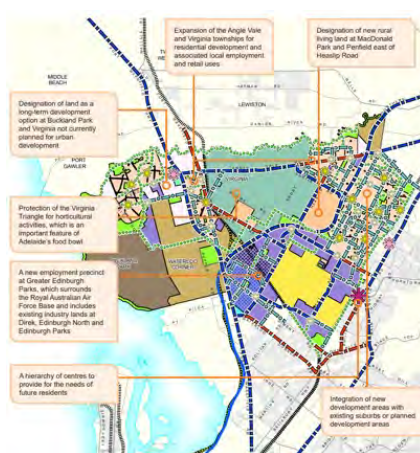 Expansion of the Angle Vale
and Virginia townships for
residential development and
associated local employment
and retail uses
Designation of new rural
living land at MacDonald
Park and Penfield east of
Heaslip Road
MIDDLE
BEACH
LEWISTON
Designation of land as a
long-term development
option at Buckland Park
and Virginia not currently
planned for urban
development
PORT
GAWLER
VIRGINIA
Protection of the Virginia
Triangle for horticultural
activities, which is an
important feature of
Adelaide's food bowl
WATERLOO
CORNER
A new employment precinct
at Greater Edinburgh
Parks, which surrounds
the Royal Australian Air
Force Base and includes
existing industry lands at
Direk, Edinburgh North and
Edinburgh Parks
A hierarchy of centres to
provide for the needs of
future residents
Integration of new
development areas with
existing suburbs or planned
development areas